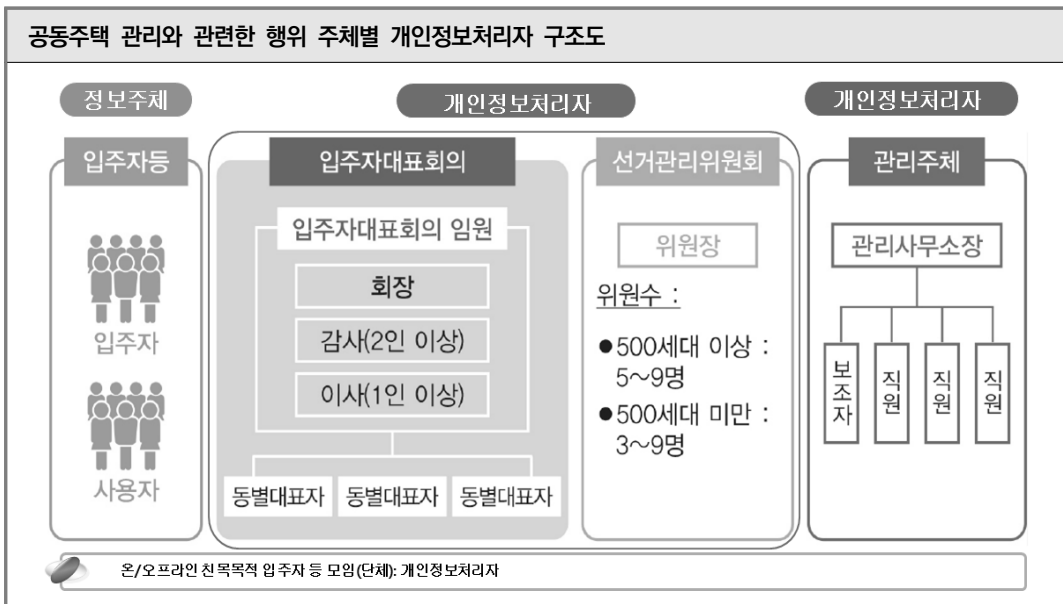 공동주택 관리와 관련한 행위 주체별 개인정보처리자 구조도
정보주체
개인정보처리자
개인정보처리자
입주자등
입주자
사용자
입주자대표회의
입주자대표회의 임원
회장
감사(2인 이상)
이사(1인 이상)
동별대표자
동별대표자
동별대표자
선거관리위원회
위원장
위원수 :
●500세대 이상 :
5～9명
●500세대 미만 :
3～9명
관리주체
관리사무소장
보조자
직원
직원
직원
온/오프라인 친목목적 입주자 등 모임(단체): 개인정보처리자